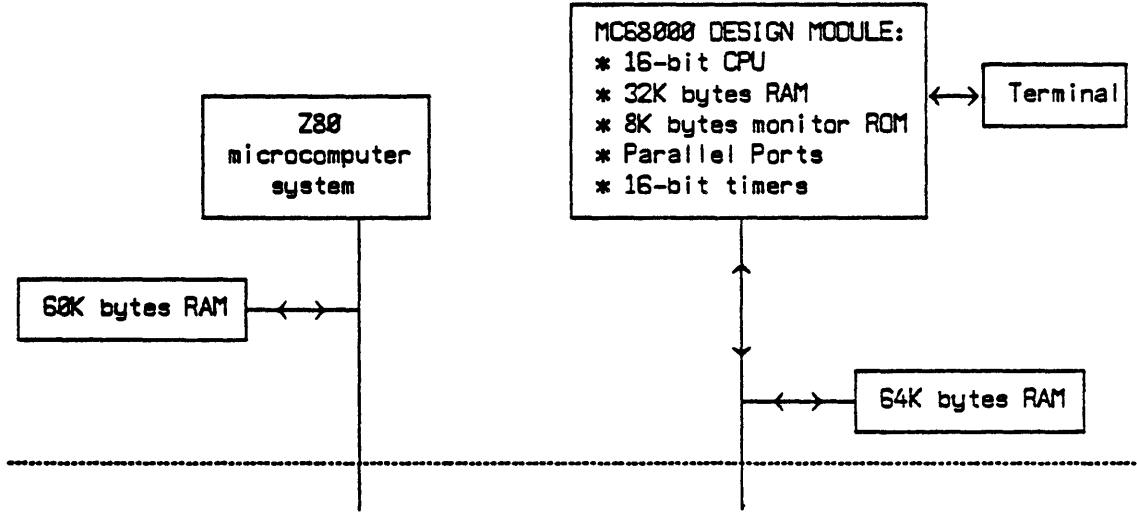 MC68000 DESIGN MODULE:
* 16-bit CPU
* 32K bytes RAM
* 8K bytes monitor ROM
* Parallel Ports
* 16-bit timers
Terminal
Z80
microcomputer
system
60K bytes RAM
64K bytes RAM